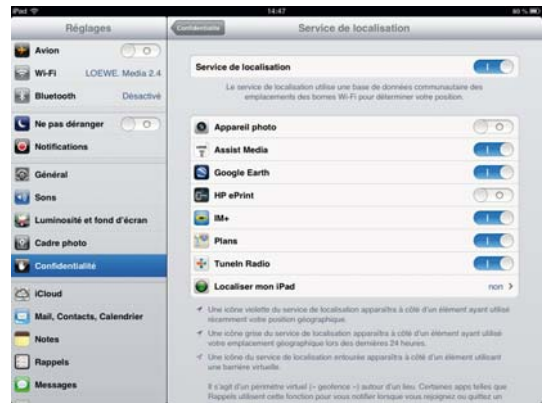 iPad 14:47 80 %
Réglages
Avion
Wi-Fi LOEWE. Media 2.4
Bluetooth Désactivé
Ne pas déranger
Notifications
Général
Sons
Luminosité et fond d'écran
Cadre photo
Confidentialité
iCloud
Mail, Contacts, Calendrier
Notes
Rappels
Messages
Confidentialité Service de localisation
Service de localisation
Le service de localisation utilise une base de données communautaire des
emplacements des bornes Wi-Fi pour déterminer votre position.
Appareil photo
Assist Media
Google Earth
HP ePrint
IM+
Plans
TuneIn Radio
Localiser mon iPad non
Une icône violette du service de localisation apparaîtra à côté d'un élément ayant utilisé
récemment votre position géographique.
Une icône grise du service de localisation apparaîtra à côté d'un élément ayant utilisé
votre emplacement géographique lors des dernières 24 heures.
Une icône du service de localisation entourée apparaîtra à côté d'un élément utilisant
une barrière virtuelle.
Il s'agit d'un périmètre virtuel (« geofence ») autour d'un lieu. Certaines apps telles que
Rappels utilisent cette fonction pour vous notifier lorsque vous rejoignez ou quittez un